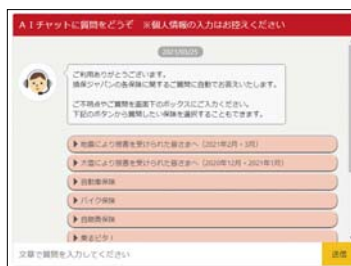 AIチャットに質問をどうぞ ※個人情報の入力はお控えください
2021/03/25
ご利用ありがとうございます。
損保ジャパンの各保険に関するご質問に自動でお答えいたします。
ご不明点やご質問を画面下のボックスにご入力ください。
下記のボタンから質問したい保険を選択することもできます。
▶ 地震により被害を受けられた皆さまへ(2021年2月・3月)
▶ 大雪により被害を受けられた皆さまへ(2020年12月・2021年1月)
▶ 自動車保険
▶ バイク保険
▶ 自賠責保険
▶ 乗るピタ!
文章で質問を入力してください
送信